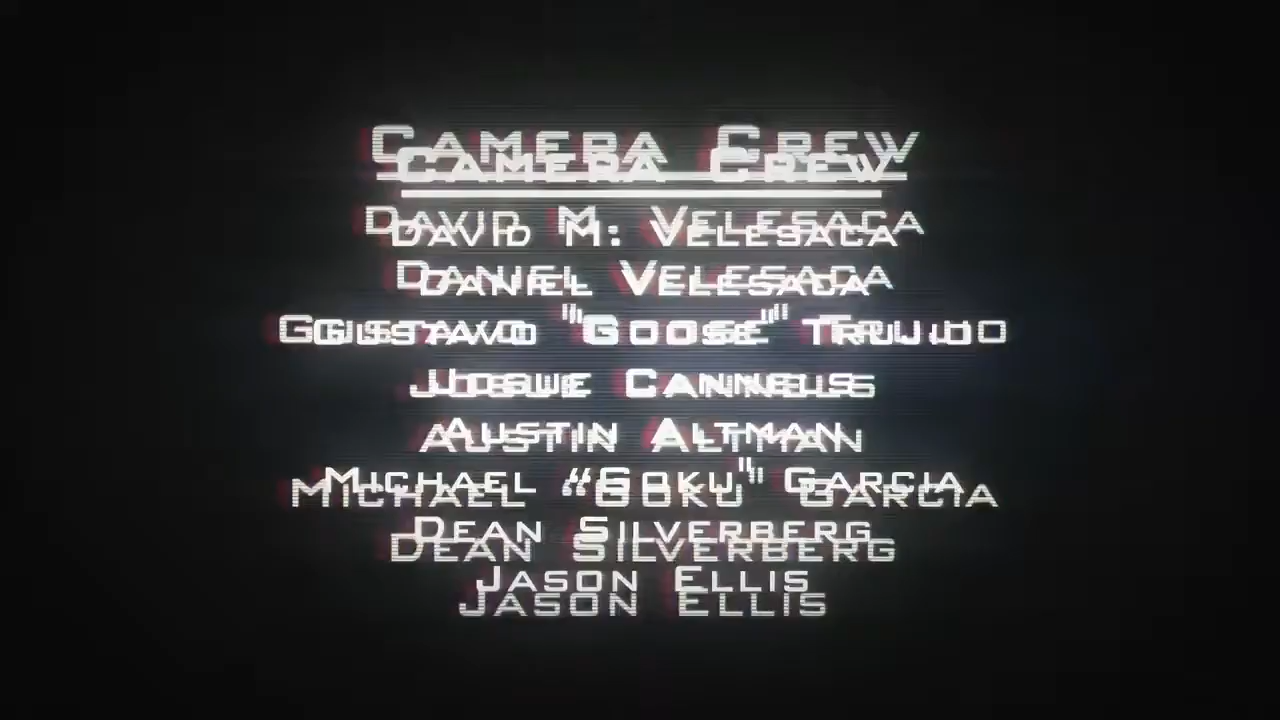 Camera Crew
David M. Velesaca
Daniel Velesaca
Gustavo "Goose" Trujillo
Josue Canneus
Austin Altman
Michael “Goku" Garcia
Dean Silverberg
Jason Ellis